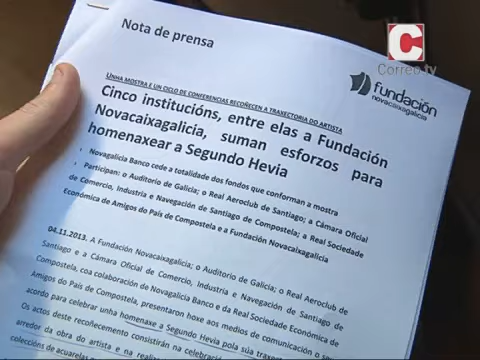 Nota de prensa
Correo tv
fundación
novacaixagalicia
UNHA MOSTRA E UN CICLO DE CONFERENCIAS RECOÑECEN A TRAXECTORIA DO ARTISTA
Cinco institucións, entre elas a Fundación
Novacaixagalicia, suman esforzos para
homenaxear a Segundo Hevia
Novagalicia Banco cede a totalidade dos fondos que conforman a mostra
Participan: o Auditorio de Galicia; o Real Aeroclub de Santiago; a Cámara Oficial
de Comercio, Industria e Navegación de Santiago de Compostela; a Real Sociedade
Económica de Amigos do País de Compostela e a Fundación Novacaixagalicia
04.11.2013. A Fundación Novacaixagalicia; o Auditorio de Galicia; o Real Aeroclub de
Santiago e a Cámara Oficial de Comercio, Industria e Navegación de Santiago de
Compostela, coa colaboración de Novagalicia Banco e da Real Sociedade Económica de
Amigos do País de Compostela, presentaron hoxe aos medios de comunicación o seu
acordo para celebrar unha homenaxe a Segundo Hevia pola súa
Os actos deste recoñecemento consistirán na
arredor da obra do artista e na
coleccións de acuarelas